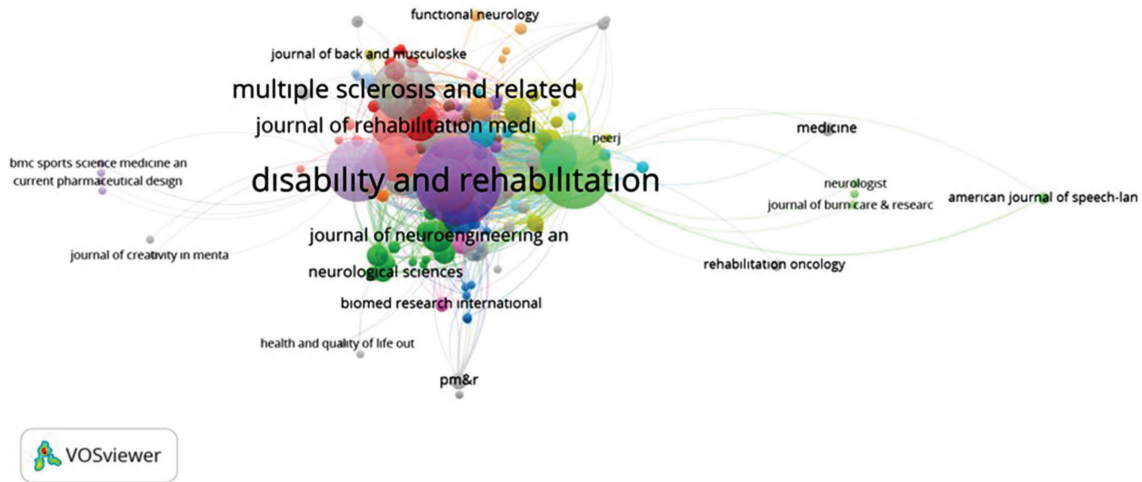 functional neurology
journal of back and musculoske
multiple sclerosis and related
journal of rehabilitation medi
peerj
medicine
bmc sports science medicine an
current pharmaceutical design
disability and rehabilitation
neurologist
journal of burn care & researc
american journal of speech-lan
journal of neuroengineering an
journal of creativity in menta
neurological sciences
rehabilitation oncology
biomed research international
health and quality of life out
pm&r
VOSviewer